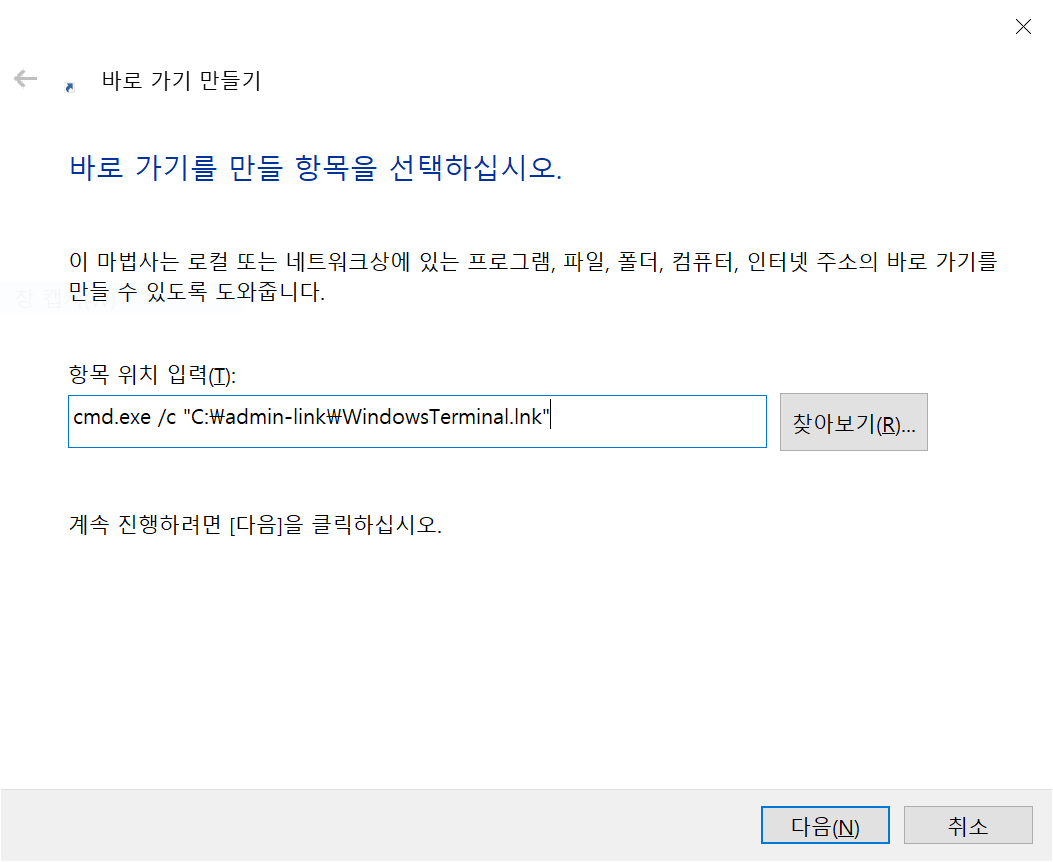 바로 가기 만들기
바로 가기를 만들 항목을 선택하십시오.
이 마법사는 로컬 또는 네트워크상에 있는 프로그램, 파일, 폴더, 컴퓨터, 인터넷 주소의 바로 가기를
만들 수 있도록 도와줍니다.
항목 위치 입력(T):
cmd.exe /c "C:₩admin-link₩WindowsTerminal.lnk"
찾아보기(R)...
계속 진행하려면 [다음]을 클릭하십시오.
다음(N)
취소